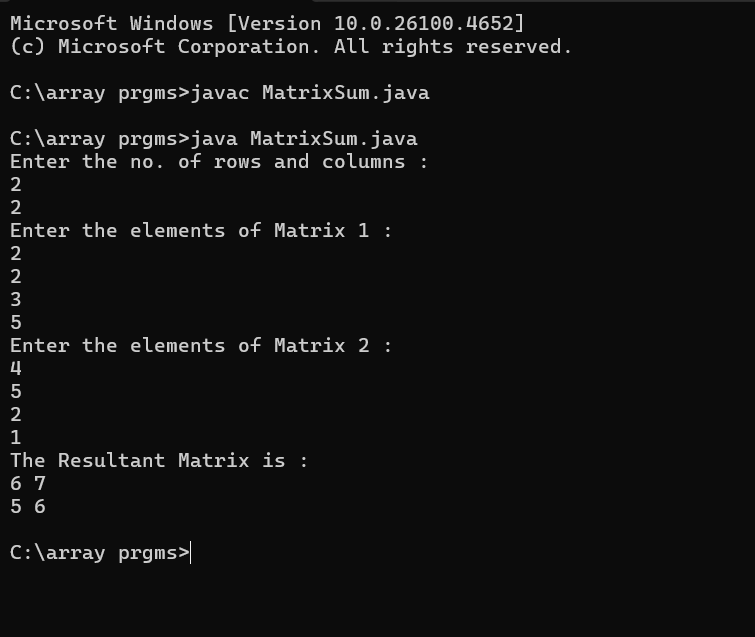 Microsoft Windows [Version 10.0.26100.4652]
(c) Microsoft Corporation. All rights reserved.
C:\array prgms>javac MatrixSum.java
C:\array prgms>java MatrixSum.java
Enter the no. of rows and columns :
2
2
Enter the elements of Matrix 1 :
2
2
3
5
Enter the elements of Matrix 2 :
4
5
2
1
The Resultant Matrix is :
6 7
5 6
C:\array prgms>